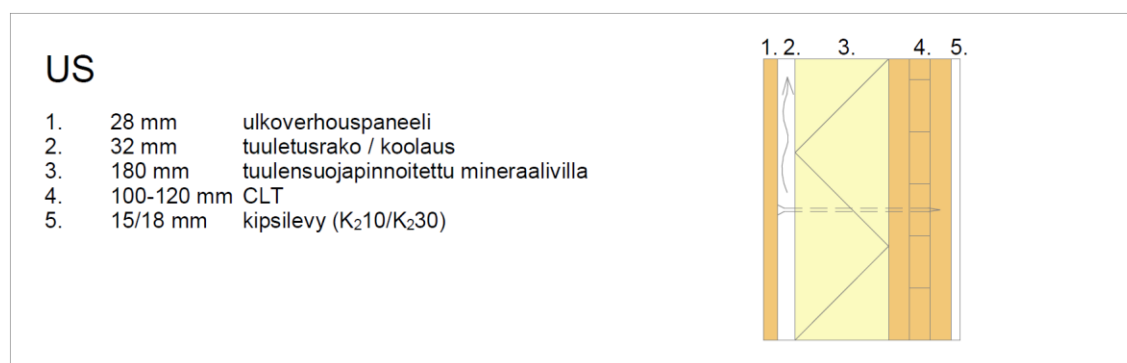 1. 2. 3. 4. 5.
US
1. 28 mm ulkoverhouspaneeli
2. 32 mm tuuletusrako / koolaus
3. 180 mm tuulensuojapinnoitettu mineraalivilla
4. 100-120 mm CLT
5. 15/18 mm kipsilevy (K₂10/K₂30)